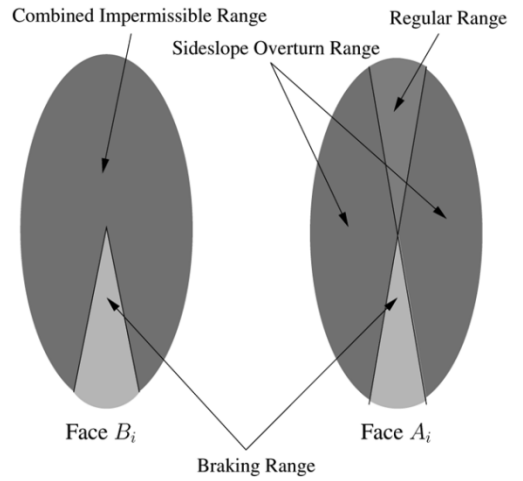 Combined Impermissible Range
Regular Range
Sideslope Overturn Range
Face B_i
Face A_i
Braking Range